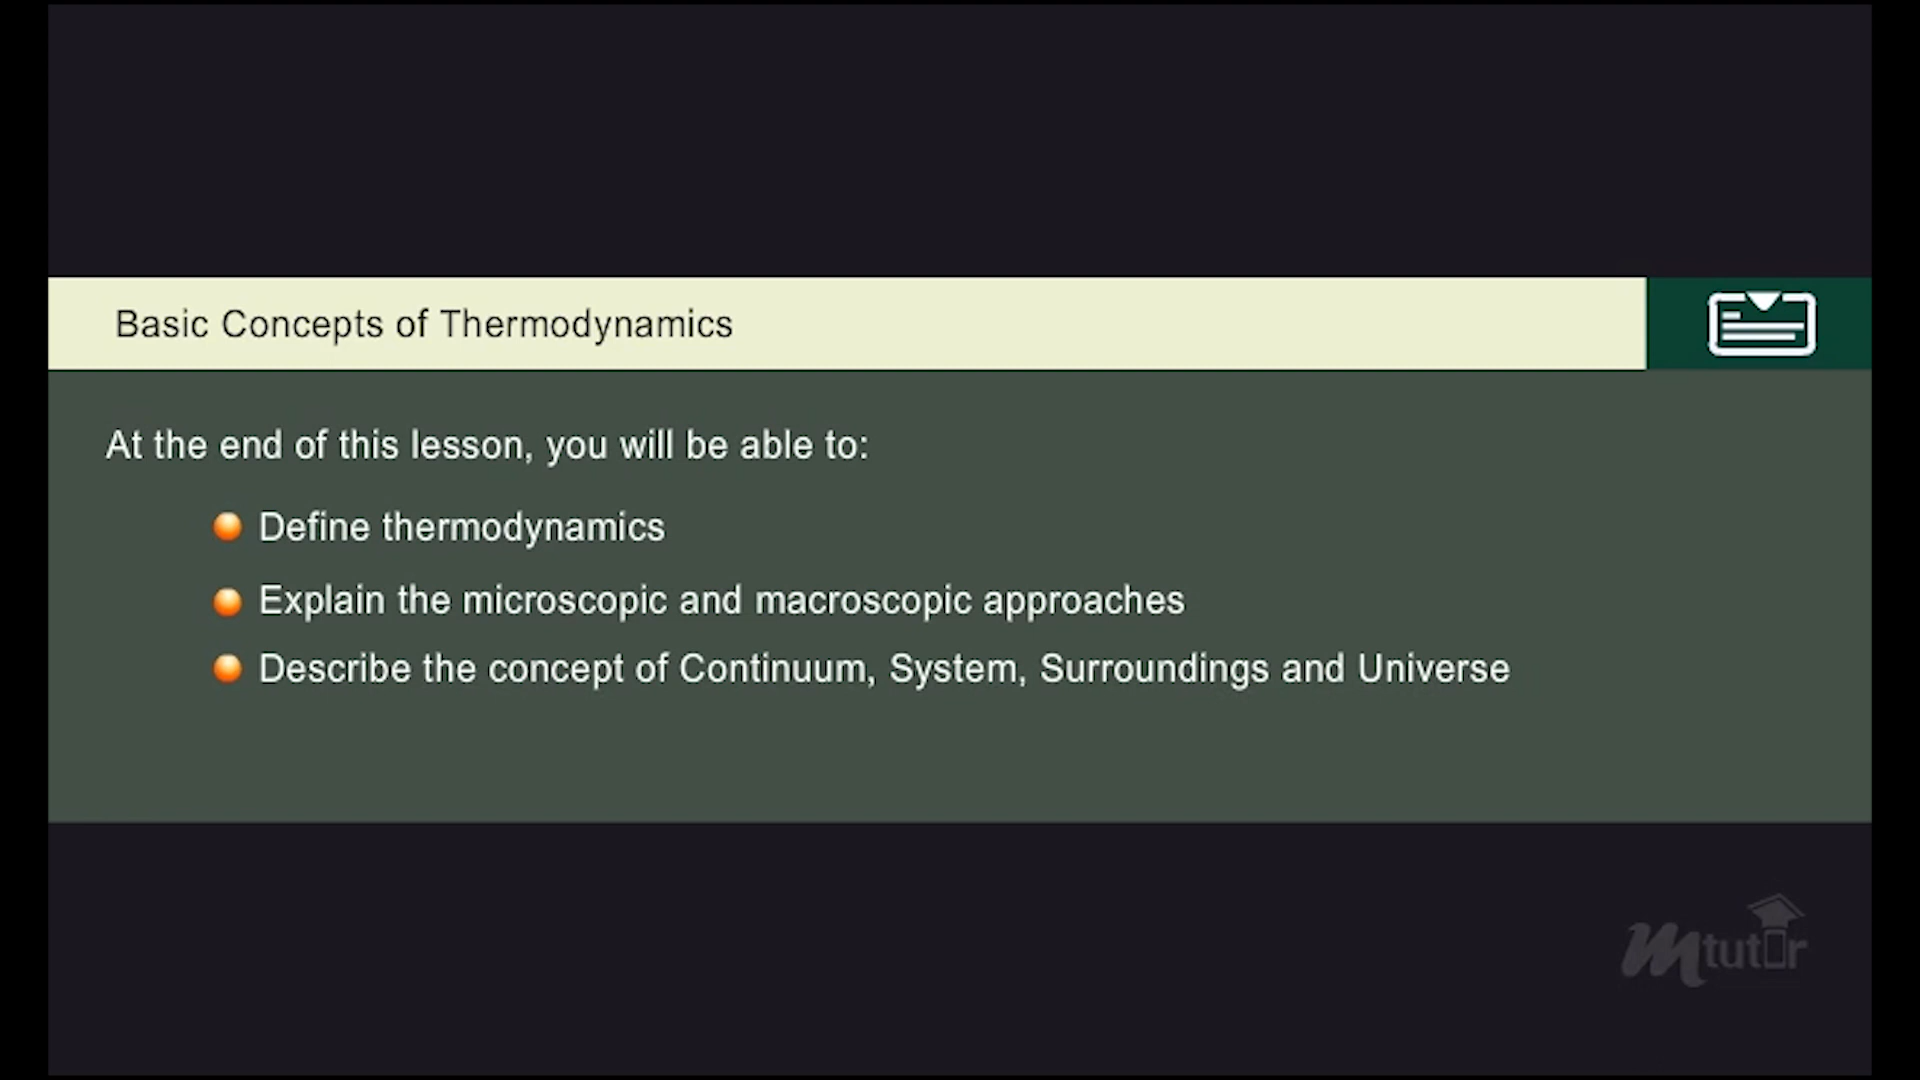 Basic Concepts of Thermodynamics
At the end of this lesson, you will be able to:
Define thermodynamics
Explain the microscopic and macroscopic approaches
Describe the concept of Continuum, System, Surroundings and Universe
Mtutor